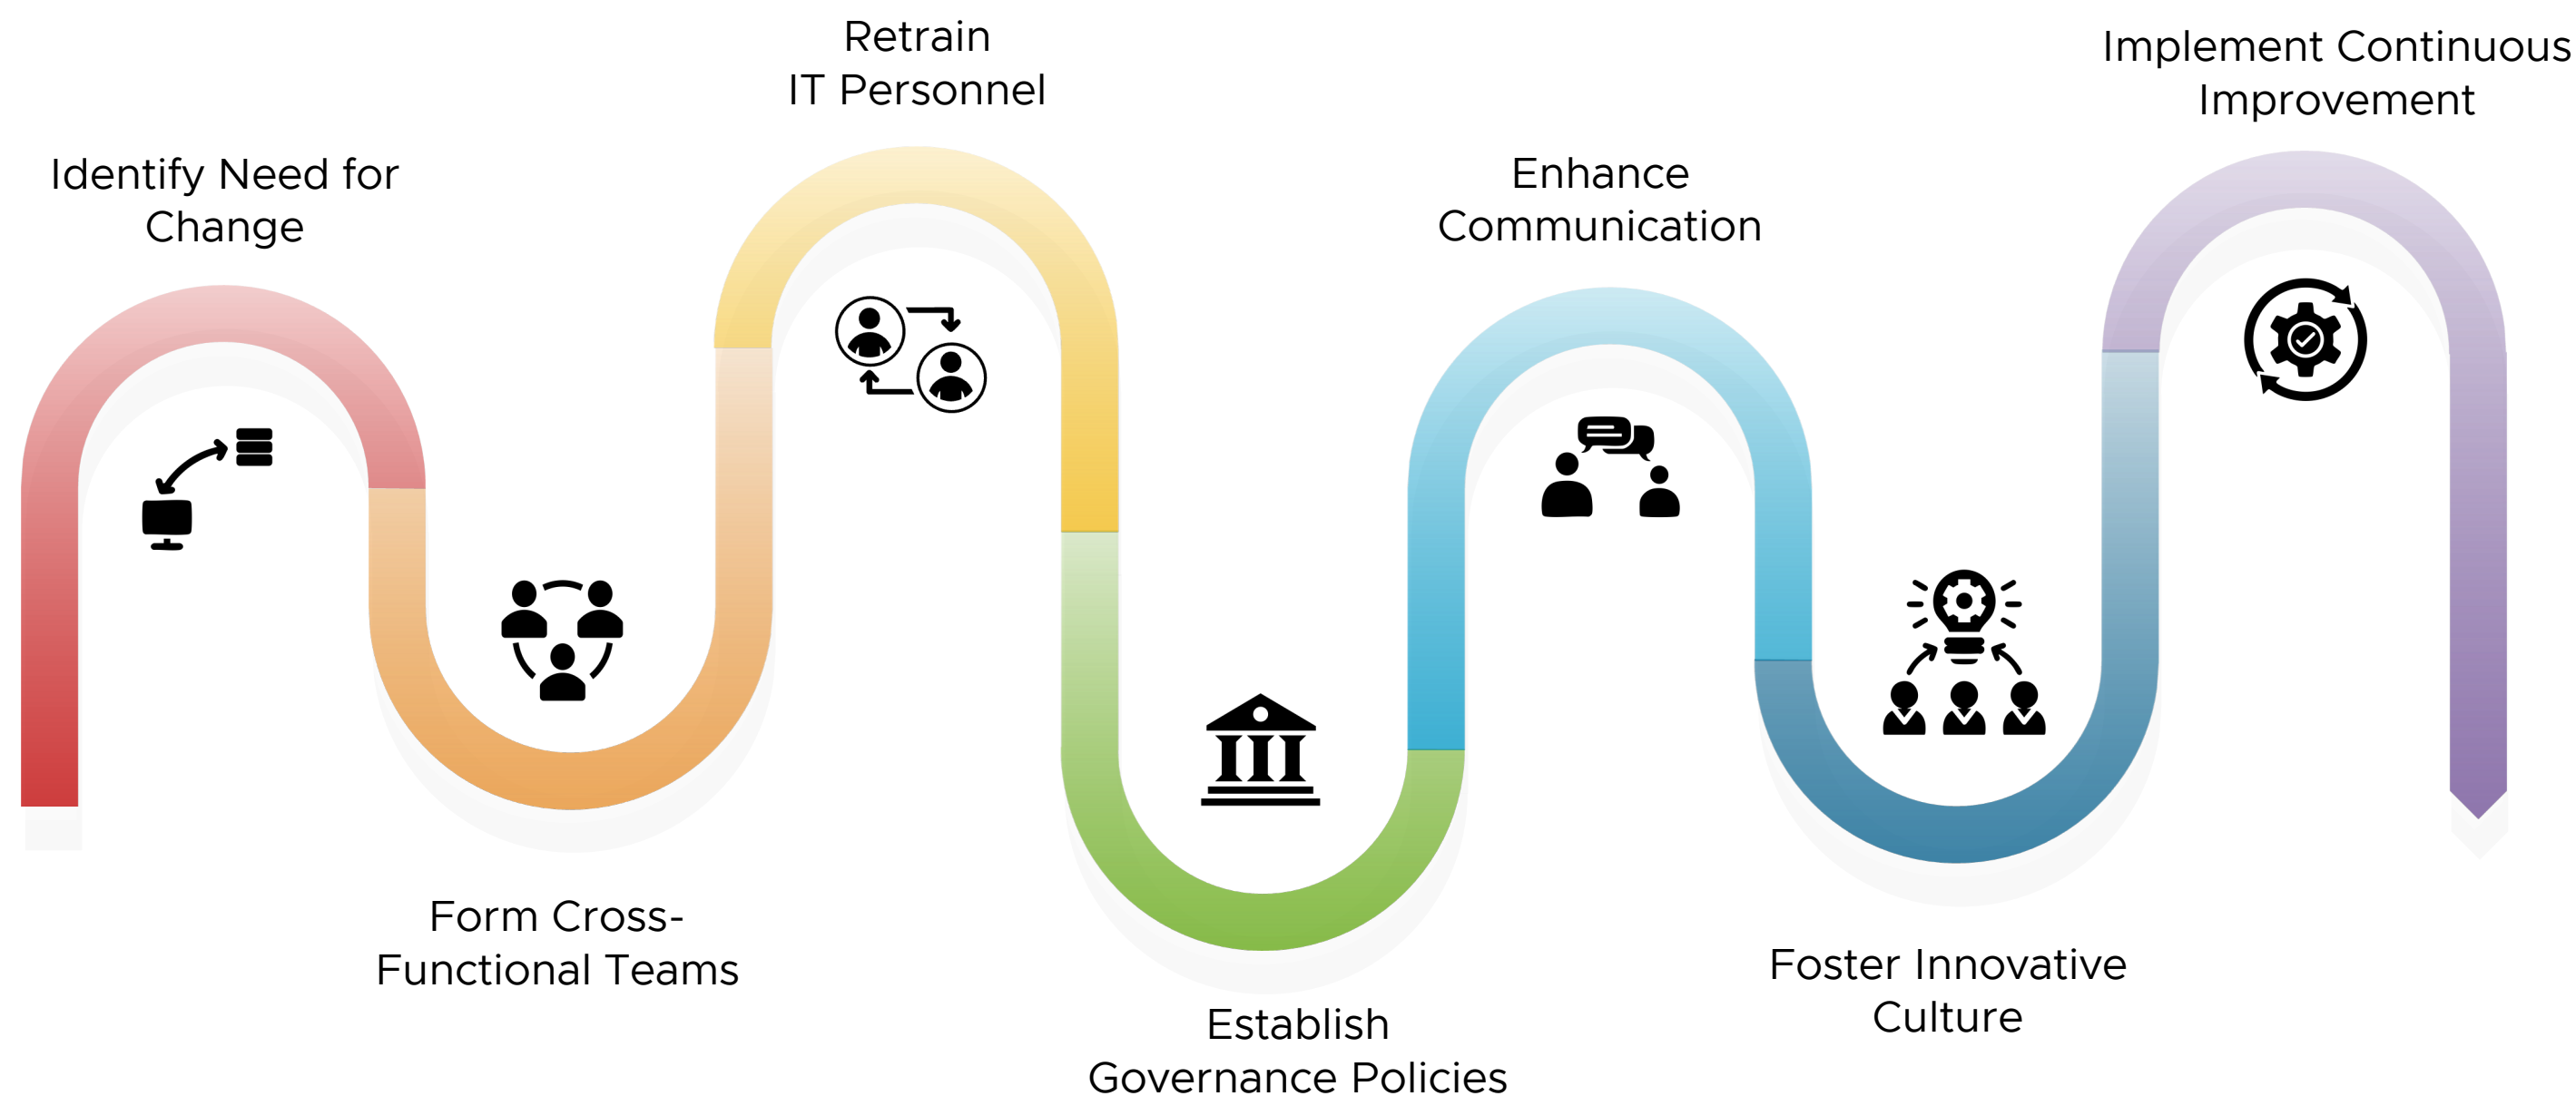 Identify Need for
Change
Form Cross-
Functional Teams
Retrain
IT Personnel
Establish
Governance Policies
Enhance
Communication
Foster Innovative
Culture
Implement Continuous
Improvement